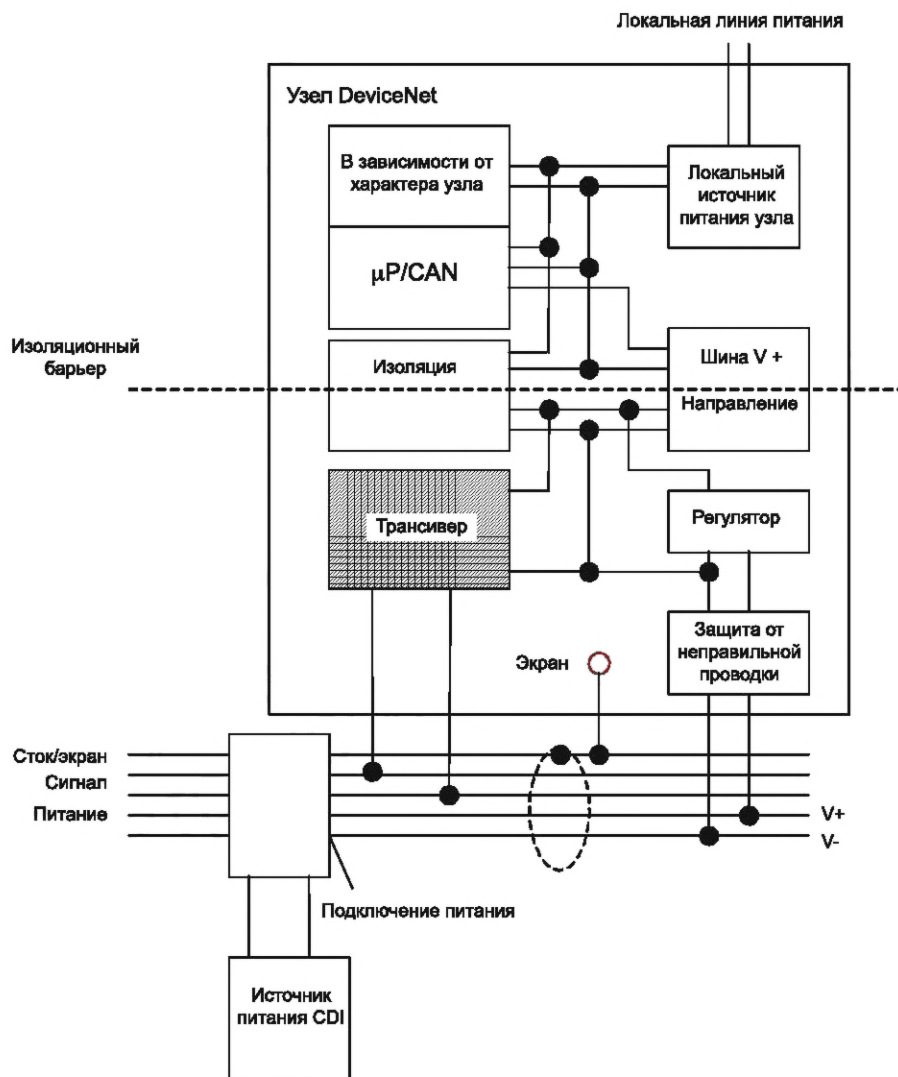 Локальная линия питания
Узел DeviceNet
В зависимости от
характера узла
Локальный
источник
питания узла
μP/CAN
Изоляционный
барьер
Изоляция
Шина V +
Направление
Трансивер
Регулятор
Защита от
неправильной
проводки
Экран
Сток/экран
Сигнал
Питание
V+
V-
Подключение питания
Источник
питания CDI